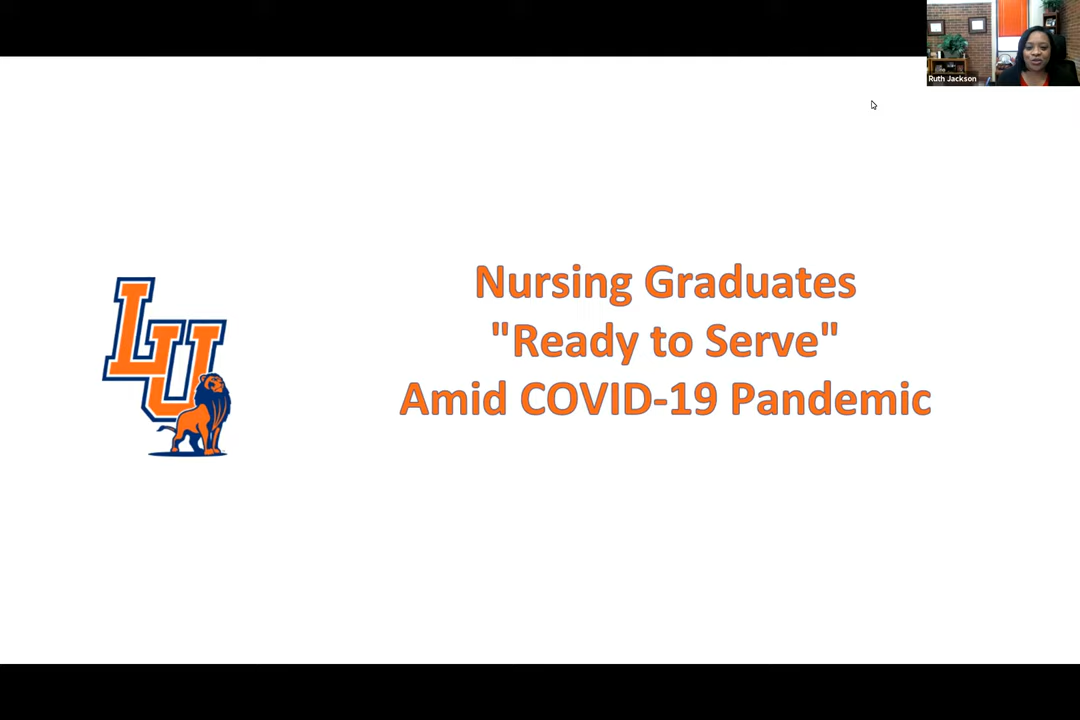 Ruth Jackson
LU
Nursing Graduates
"Ready to Serve"
Amid COVID-19 Pandemic